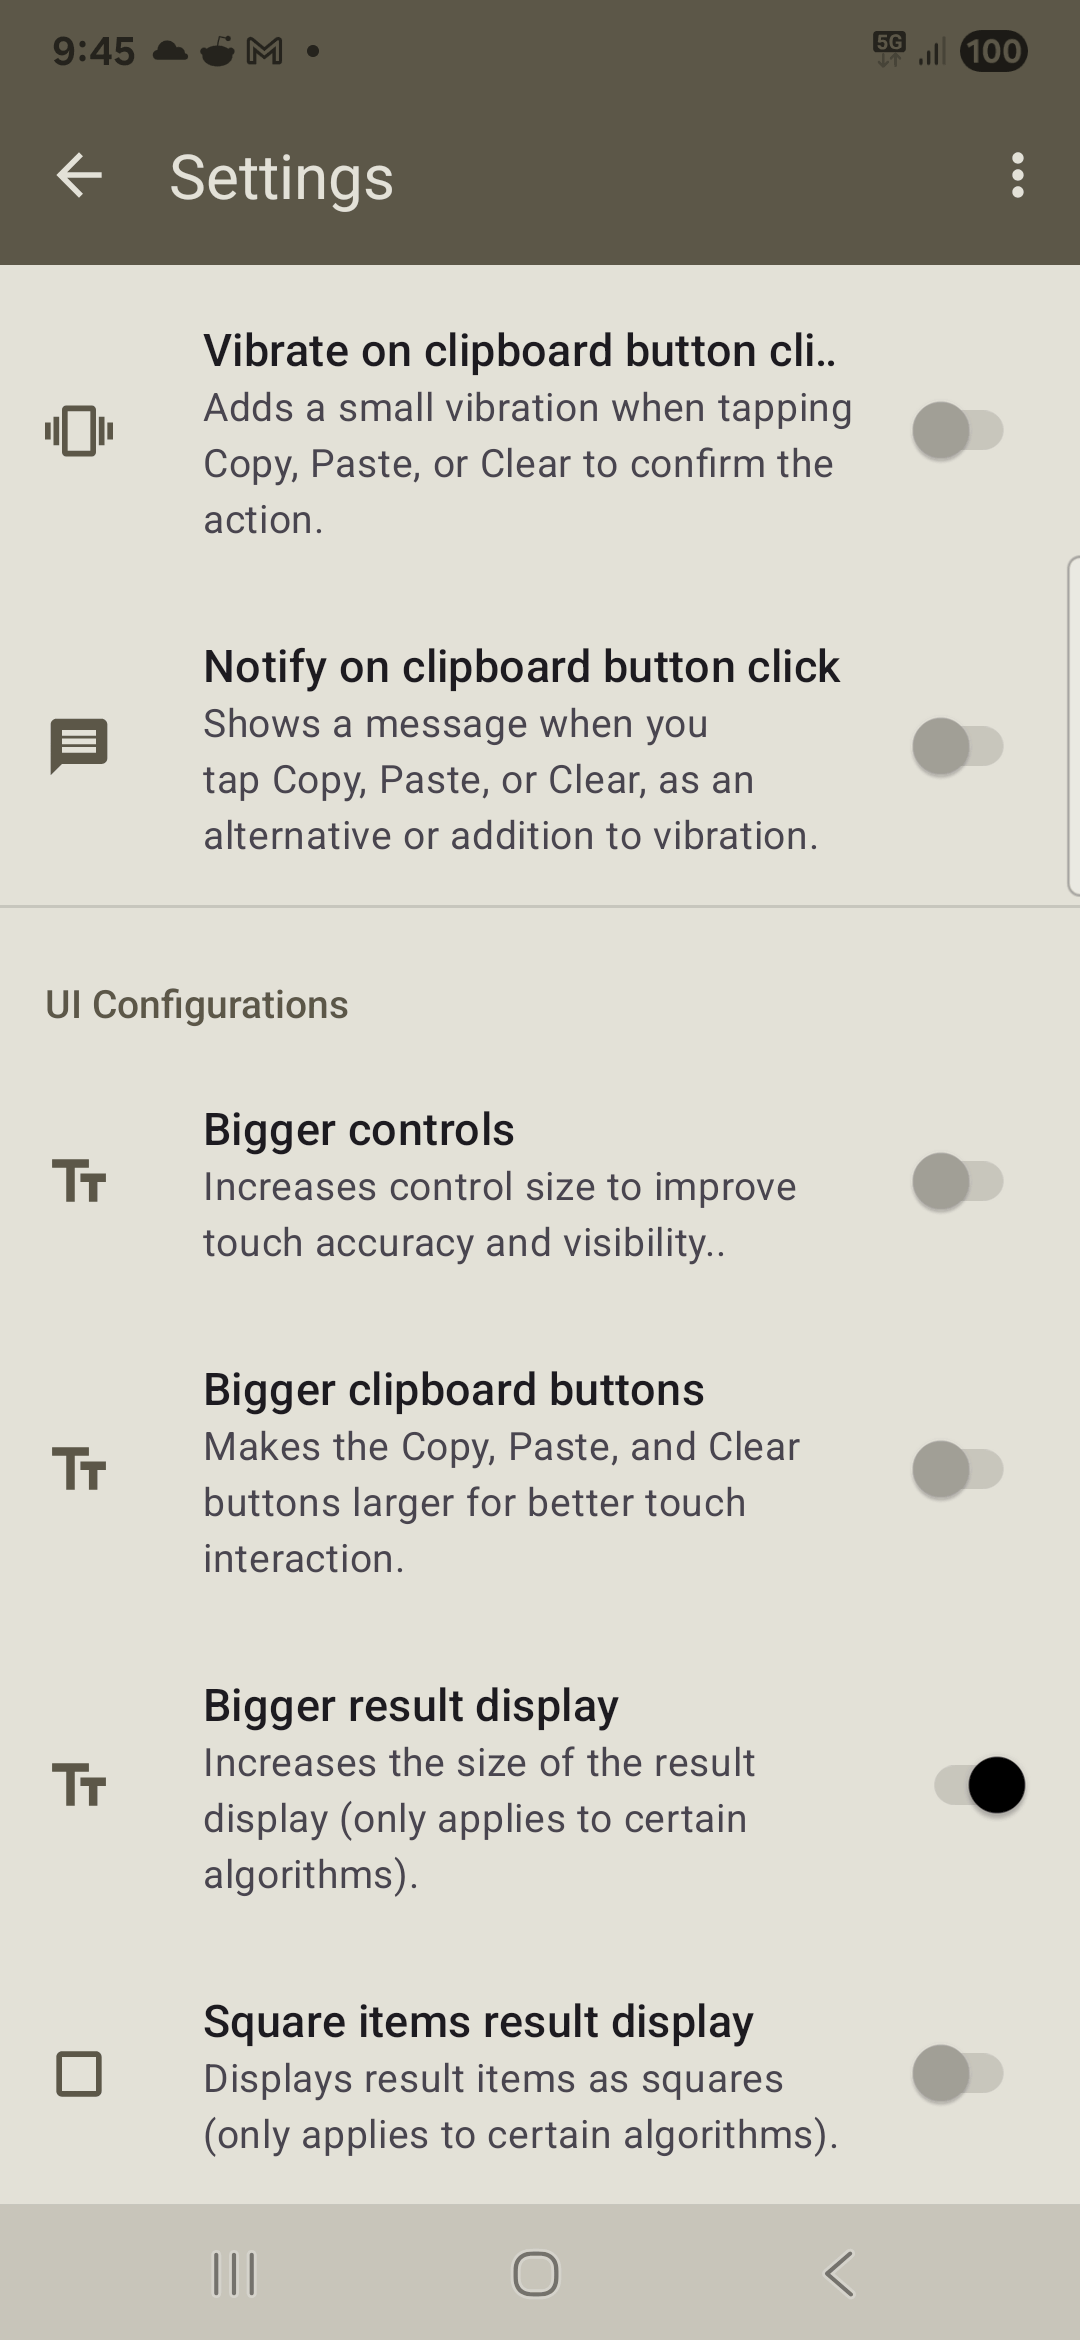 9:45
5G
100
Settings
Vibrate on clipboard button cli..
Adds a small vibration when tapping
Copy, Paste, or Clear to confirm the
action.
Notify on clipboard button click
Shows a message when you
tap Copy, Paste, or Clear, as an
alternative or addition to vibration.
UI Configurations
Bigger controls
Increases control size to improve
touch accuracy and visibility..
Bigger clipboard buttons
Makes the Copy, Paste, and Clear
buttons larger for better touch
interaction.
Bigger result display
Increases the size of the result
display (only applies to certain
algorithms).
Square items result display
Displays result items as squares
(only applies to certain algorithms).